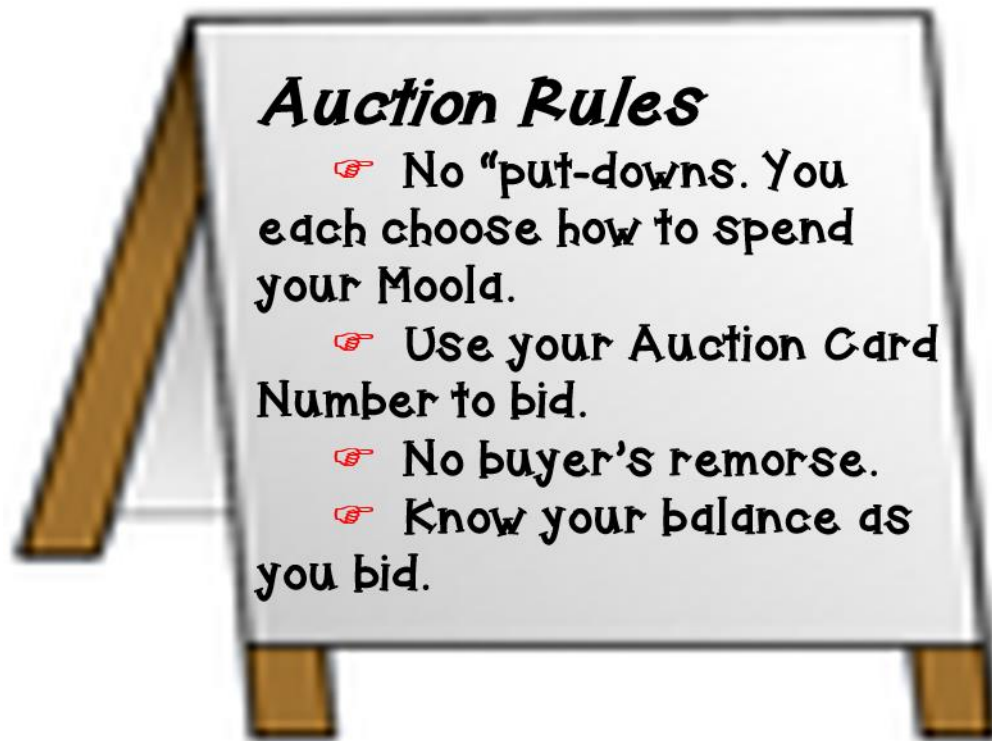 Auction Rules
☞ No “put-downs. You
each choose how to spend
your Moola.
☞ Use your Auction Card
Number to bid.
☞ No buyer’s remorse.
☞ Know your balance as
you bid.